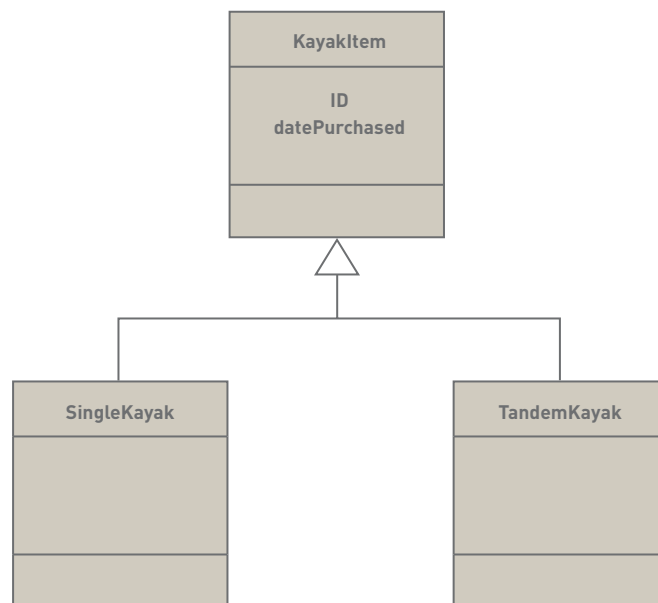 KayakItem
ID
datePurchased
SingleKayak
TandemKayak